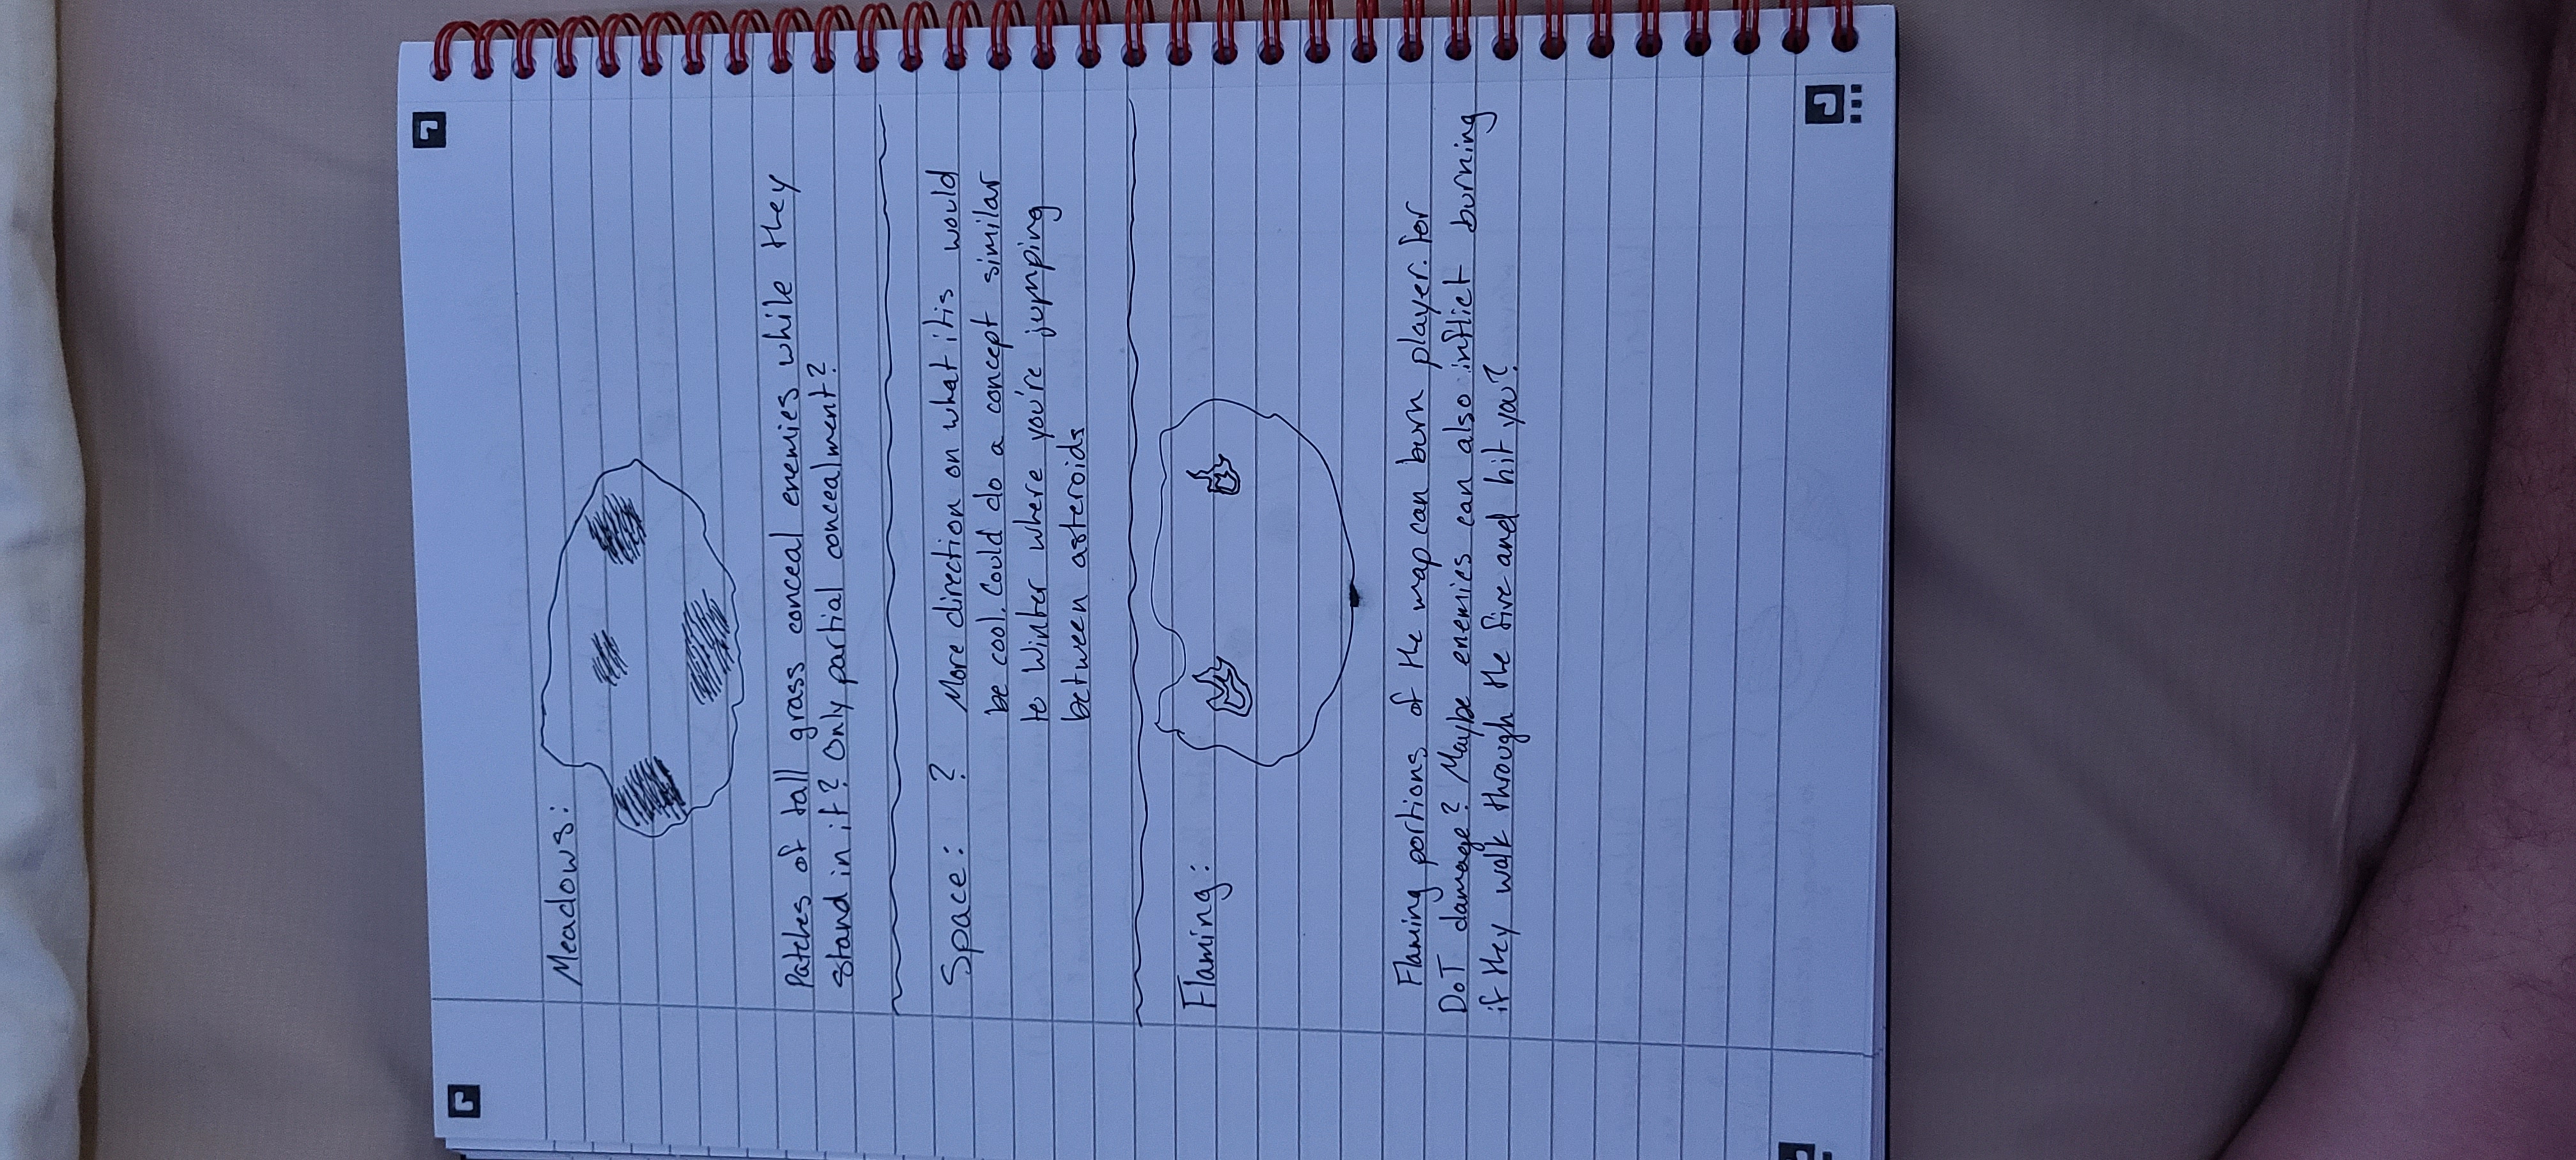 Meadows:
Patches of tall grass conceal enemies while they
stand in it? Only partial concealment?
Space: ? More direction on what it is would
be cool. Could do a concept similar
to Winter where you're jumping
between asteroids
Flaming:
Flaming portions of the map can burn player. for
DoT damage? Maybe enemies can also inflict burning
if they walk through the fire and hit you?